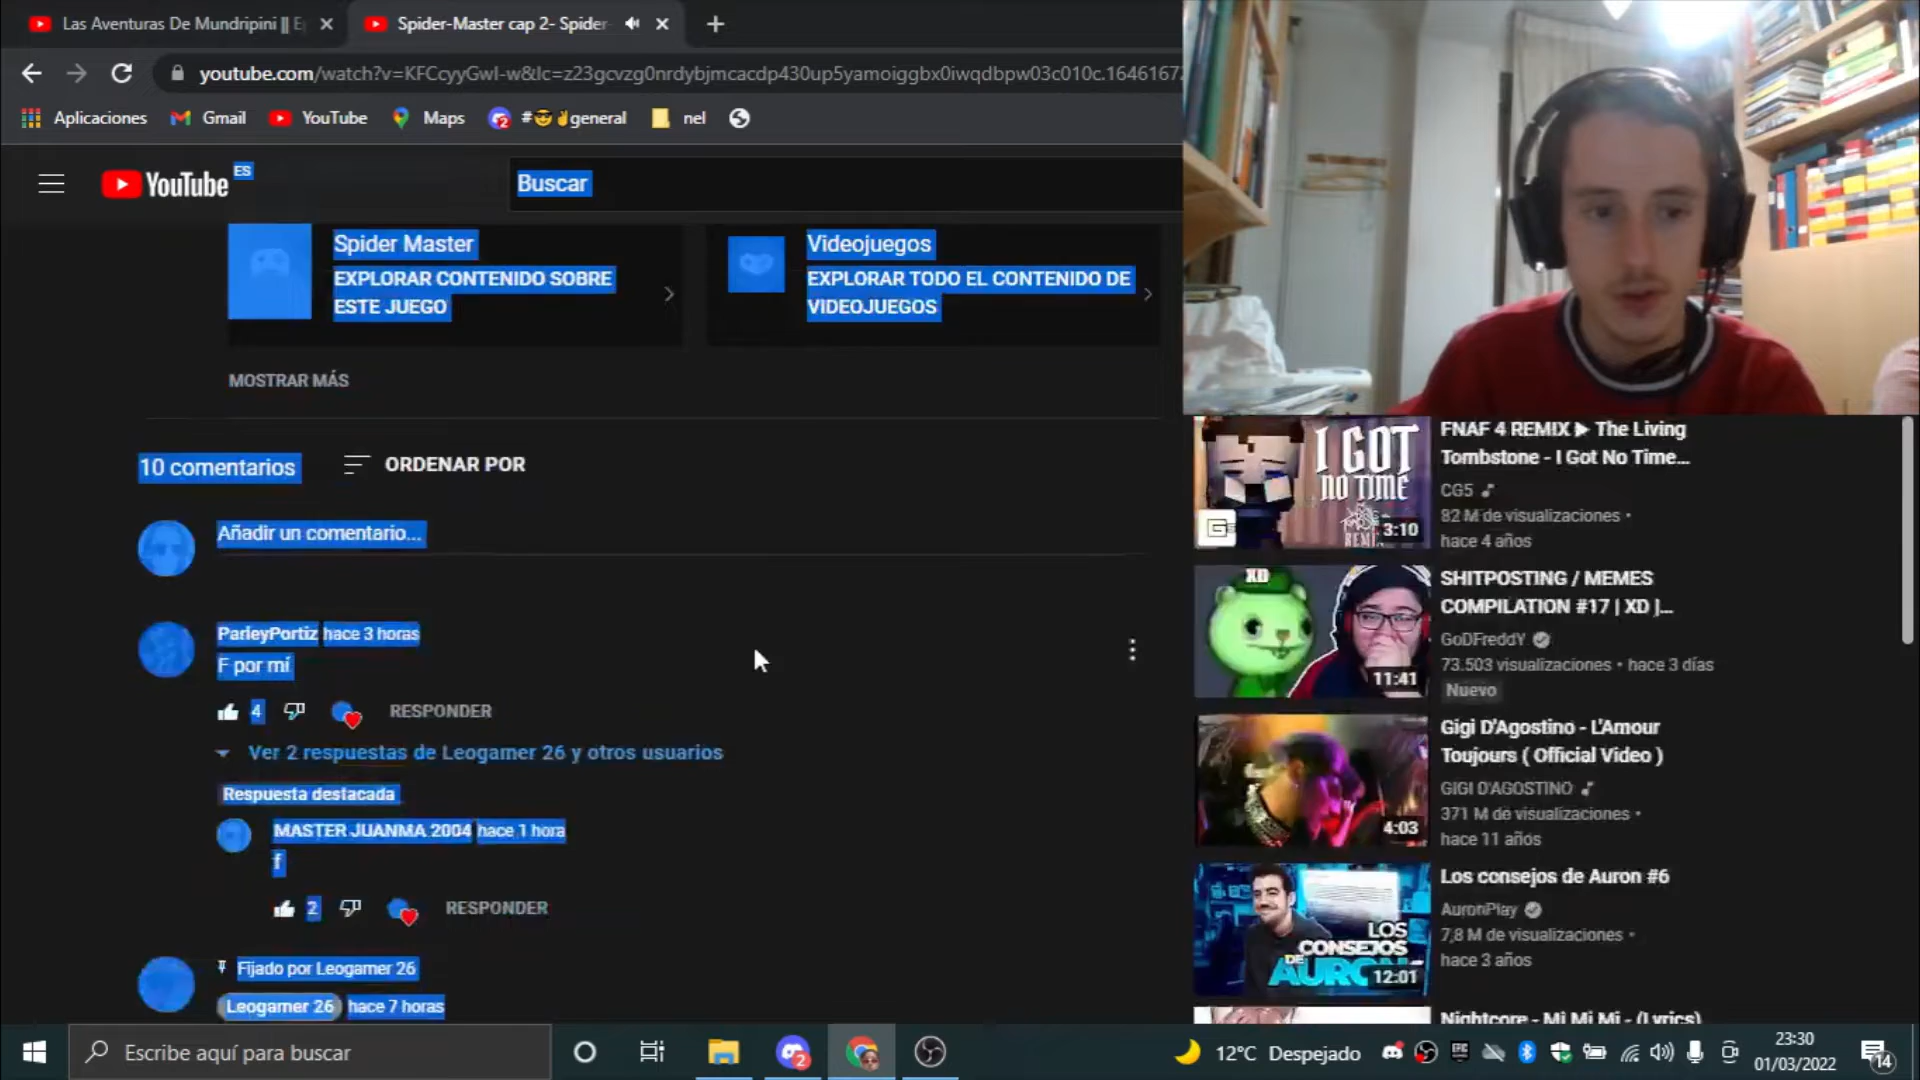 Las Aventuras De Mundripini || E
Spider-Master cap 2- Spider-
youtube.com/watch?v=KFCcyyGwI-w&lc=z23gcvzg0nrdybjmcacdp430up5yamoiggbx0iwqdbpw03c010c.1646167
Aplicaciones
Gmail
YouTube
Maps
#😎✌general
nel
YouTube ES
Buscar
Spider Master
EXPLORAR CONTENIDO SOBRE
ESTE JUEGO
Videojuegos
EXPLORAR TODO EL CONTENIDO DE
VIDEOJUEGOS
MOSTRAR MÁS
10 comentarios
ORDENAR POR
Añadir un comentario...
ParleyPortiz hace 3 horas
F por mí
4
RESPONDER
Ver 2 respuestas de Leogamer 26 y otros usuarios
Respuesta destacada
MASTER JUANMA 2004 hace 1 hora
f
2
RESPONDER
Fijado por Leogamer 26
Leogamer 26 hace 7 horas
I GOT
NO TIME
REMIX
3:10
FNAF 4 REMIX ▶ The Living
Tombstone - I Got No Time...
CG5
82 M de visualizaciones •
hace 4 años
XD
11:41
SHITPOSTING / MEMES
COMPILATION #17 | XD |...
GoDFreddY
73.503 visualizaciones • hace 3 días
Nuevo
4:03
Gigi D'Agostino - L'Amour
Toujours ( Official Video )
GIGI D'AGOSTINO
371 M de visualizaciones •
hace 11 años
LOS
CONSEJOS
DE
AURON
12:01
Los consejos de Auron #6
AuronPlay
7,8 M de visualizaciones •
hace 3 años
Nightcore - Mi Mi Mi - (Lyrics)
Escribe aquí para buscar
2
12°C Despejado
EPIC
23:30
01/03/2022
14